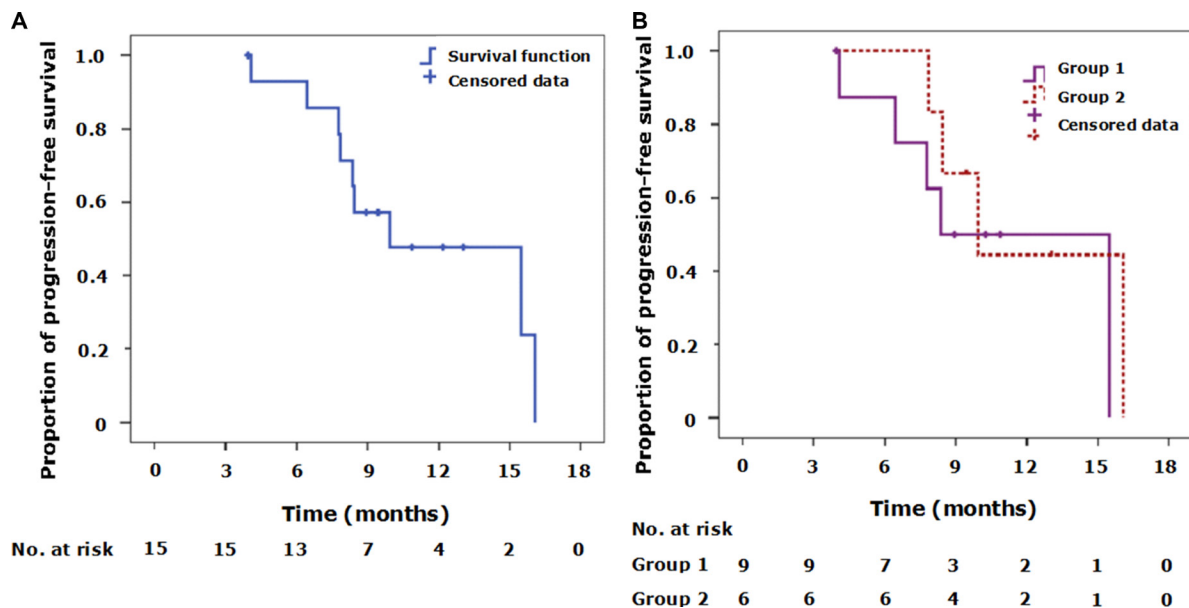 A
Proportion of progression-free survival
1.0
0.8
0.6
0.4
0.2
0
Survival function
Censored data
0 3 6 9 12 15 18
Time (months)
No. at risk 15 15 13 7 4 2 0
B
Proportion of progression-free survival
1.0
0.8
0.6
0.4
0.2
0
Group 1
Group 2
Censored data
0 3 6 9 12 15 18
Time (months)
No. at risk
Group 1 9 9 7 3 2 1 0
Group 2 6 6 6 4 2 1 0